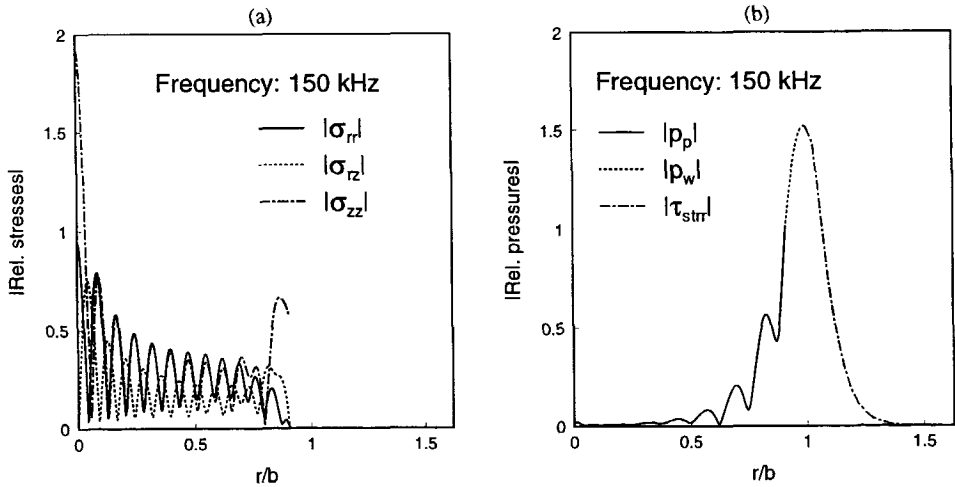 (a)
2
1.5
1
0.5
0
|Rel. stresses|
Frequency: 150 kHz
|σrr|
|σrz|
|σzz|
0
0.5
1
1.5
r/b
(b)
2
1.5
1
0.5
0
|Rel. pressures|
Frequency: 150 kHz
|pp|
|pw|
|τstrr|
0
0.5
1
1.5
r/b